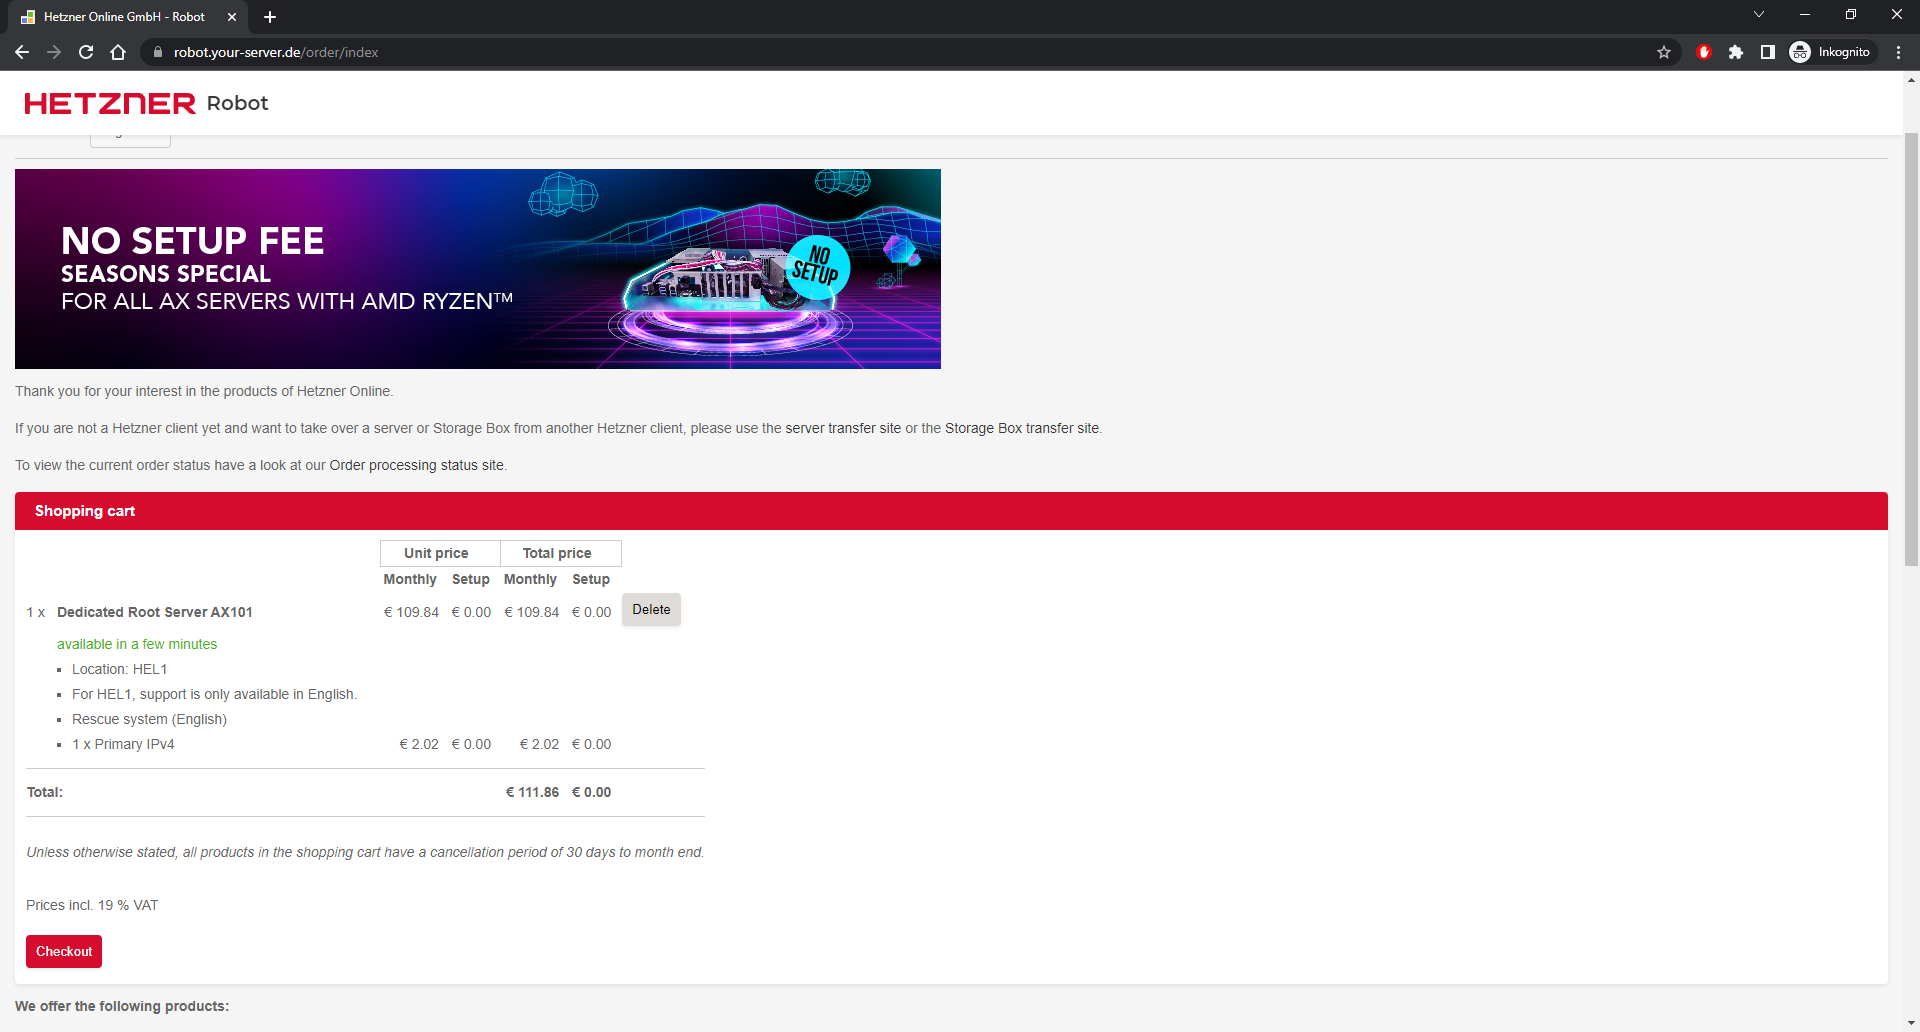 Hetzner Online GmbH - Robot
robot.your-server.de/order/index
Inkognito
HETZNER Robot
NO SETUP FEE
SEASONS SPECIAL
FOR ALL AX SERVERS WITH AMD RYZEN™
NO
SETUP
Thank you for your interest in the products of Hetzner Online.
If you are not a Hetzner client yet and want to take over a server or Storage Box from another Hetzner client, please use the server transfer site or the Storage Box transfer site.
To view the current order status have a look at our Order processing status site.
Shopping cart
Unit price Total price
Monthly Setup Monthly Setup
1 x Dedicated Root Server AX101 € 109.84 € 0.00 € 109.84 € 0.00 Delete
available in a few minutes
Location: HEL1
For HEL1, support is only available in English.
Rescue system (English)
1 x Primary IPv4 € 2.02 € 0.00 € 2.02 € 0.00
Total: € 111.86 € 0.00
Unless otherwise stated, all products in the shopping cart have a cancellation period of 30 days to month end.
Prices incl. 19 % VAT
Checkout
We offer the following products: